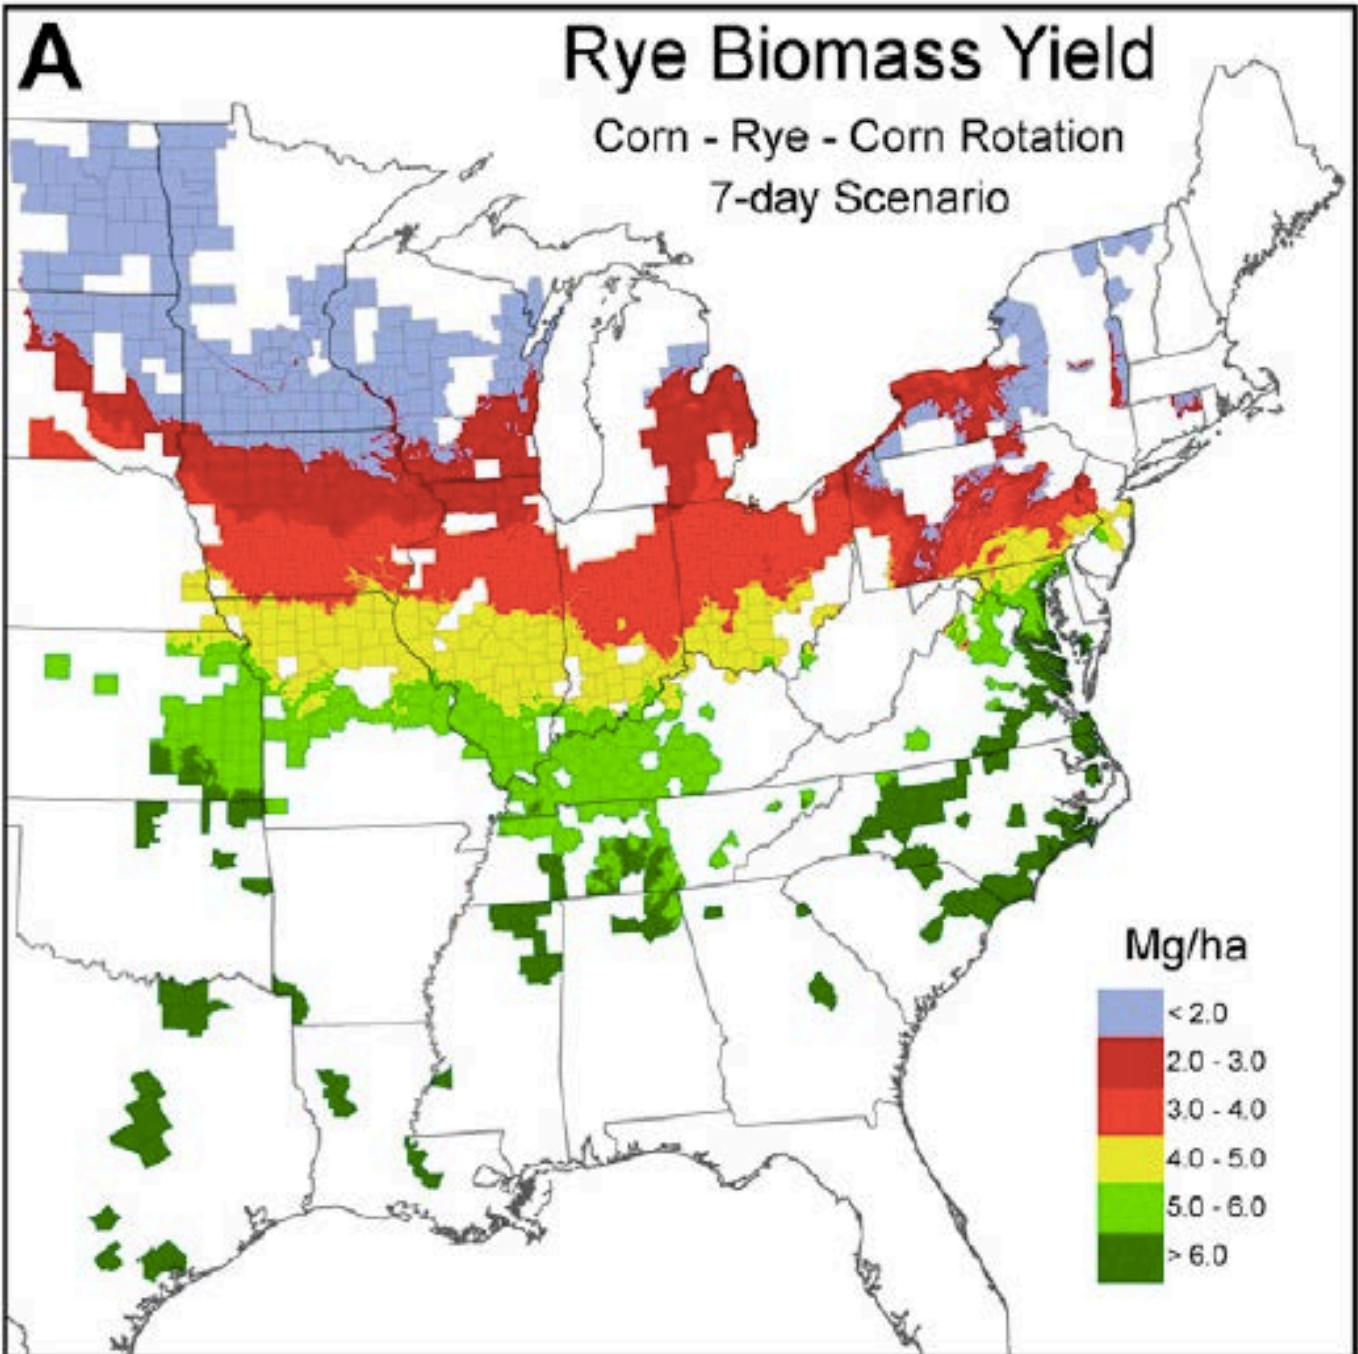 A
Rye Biomass Yield
Corn - Rye - Corn Rotation
7-day Scenario
Mg/ha
< 2.0
2.0 - 3.0
3.0 - 4.0
4.0 - 5.0
5.0 - 6.0
> 6.0